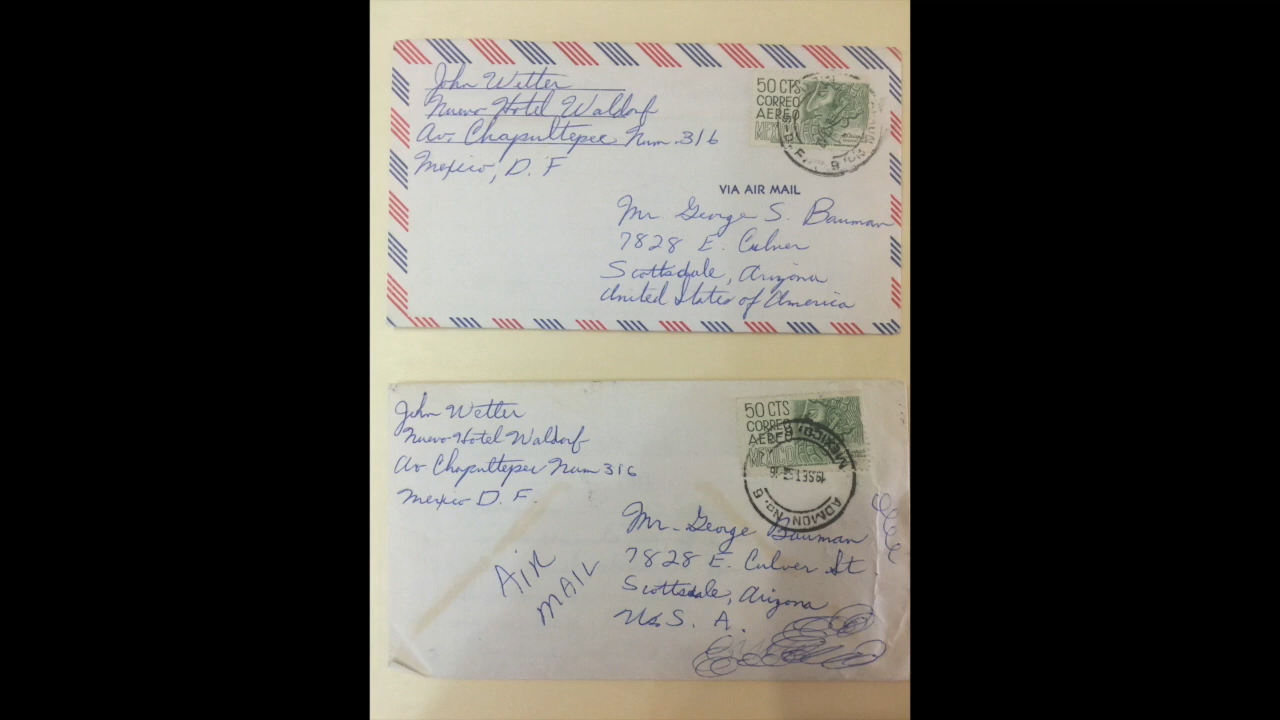 John Wetter
Nuevo Hotel Waldorf
Av. Chapultepec Num. 316
Mexico, D. F
50 CTS
CORREO
AEREO
MEXICO
VIA AIR MAIL
Mr. George S. Bauman
7828 E. Culver
Scottsdale, Arizona
United States of America
John Wetter
Nuevo Hotel Waldorf
Av Chapultepec Num 316
Mexico D. F.
50 CTS
CORREO
AEREO
MEXICO
MEXICO,
19 SET
ADMON No. 6
Mr. George Bauman
7828 E. Culver St
Scottsdale, Arizona
U.S. A.
AIR
MAIL